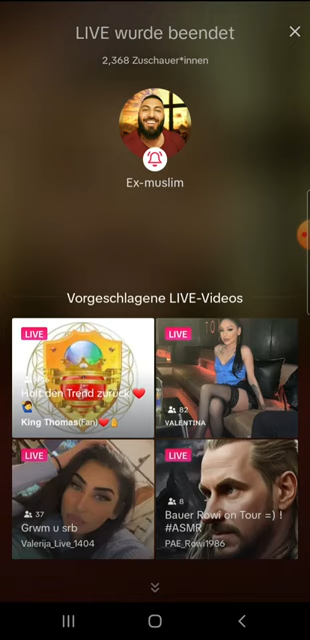 LIVE wurde beendet
2,368 Zuschauer*innen
Ex-muslim
Vorgeschlagene LIVE-Videos
LIVE
Holt den Trend zurück ❤️
🙋‍♂️
King Thomas(Fan)❤️
LIVE
82
VALENTINA
LIVE
37
Grwm u srb
Valerija_Live_1404
LIVE
8
Bauer Rowi on Tour =) !
#ASMR
PAE_Rowi1986